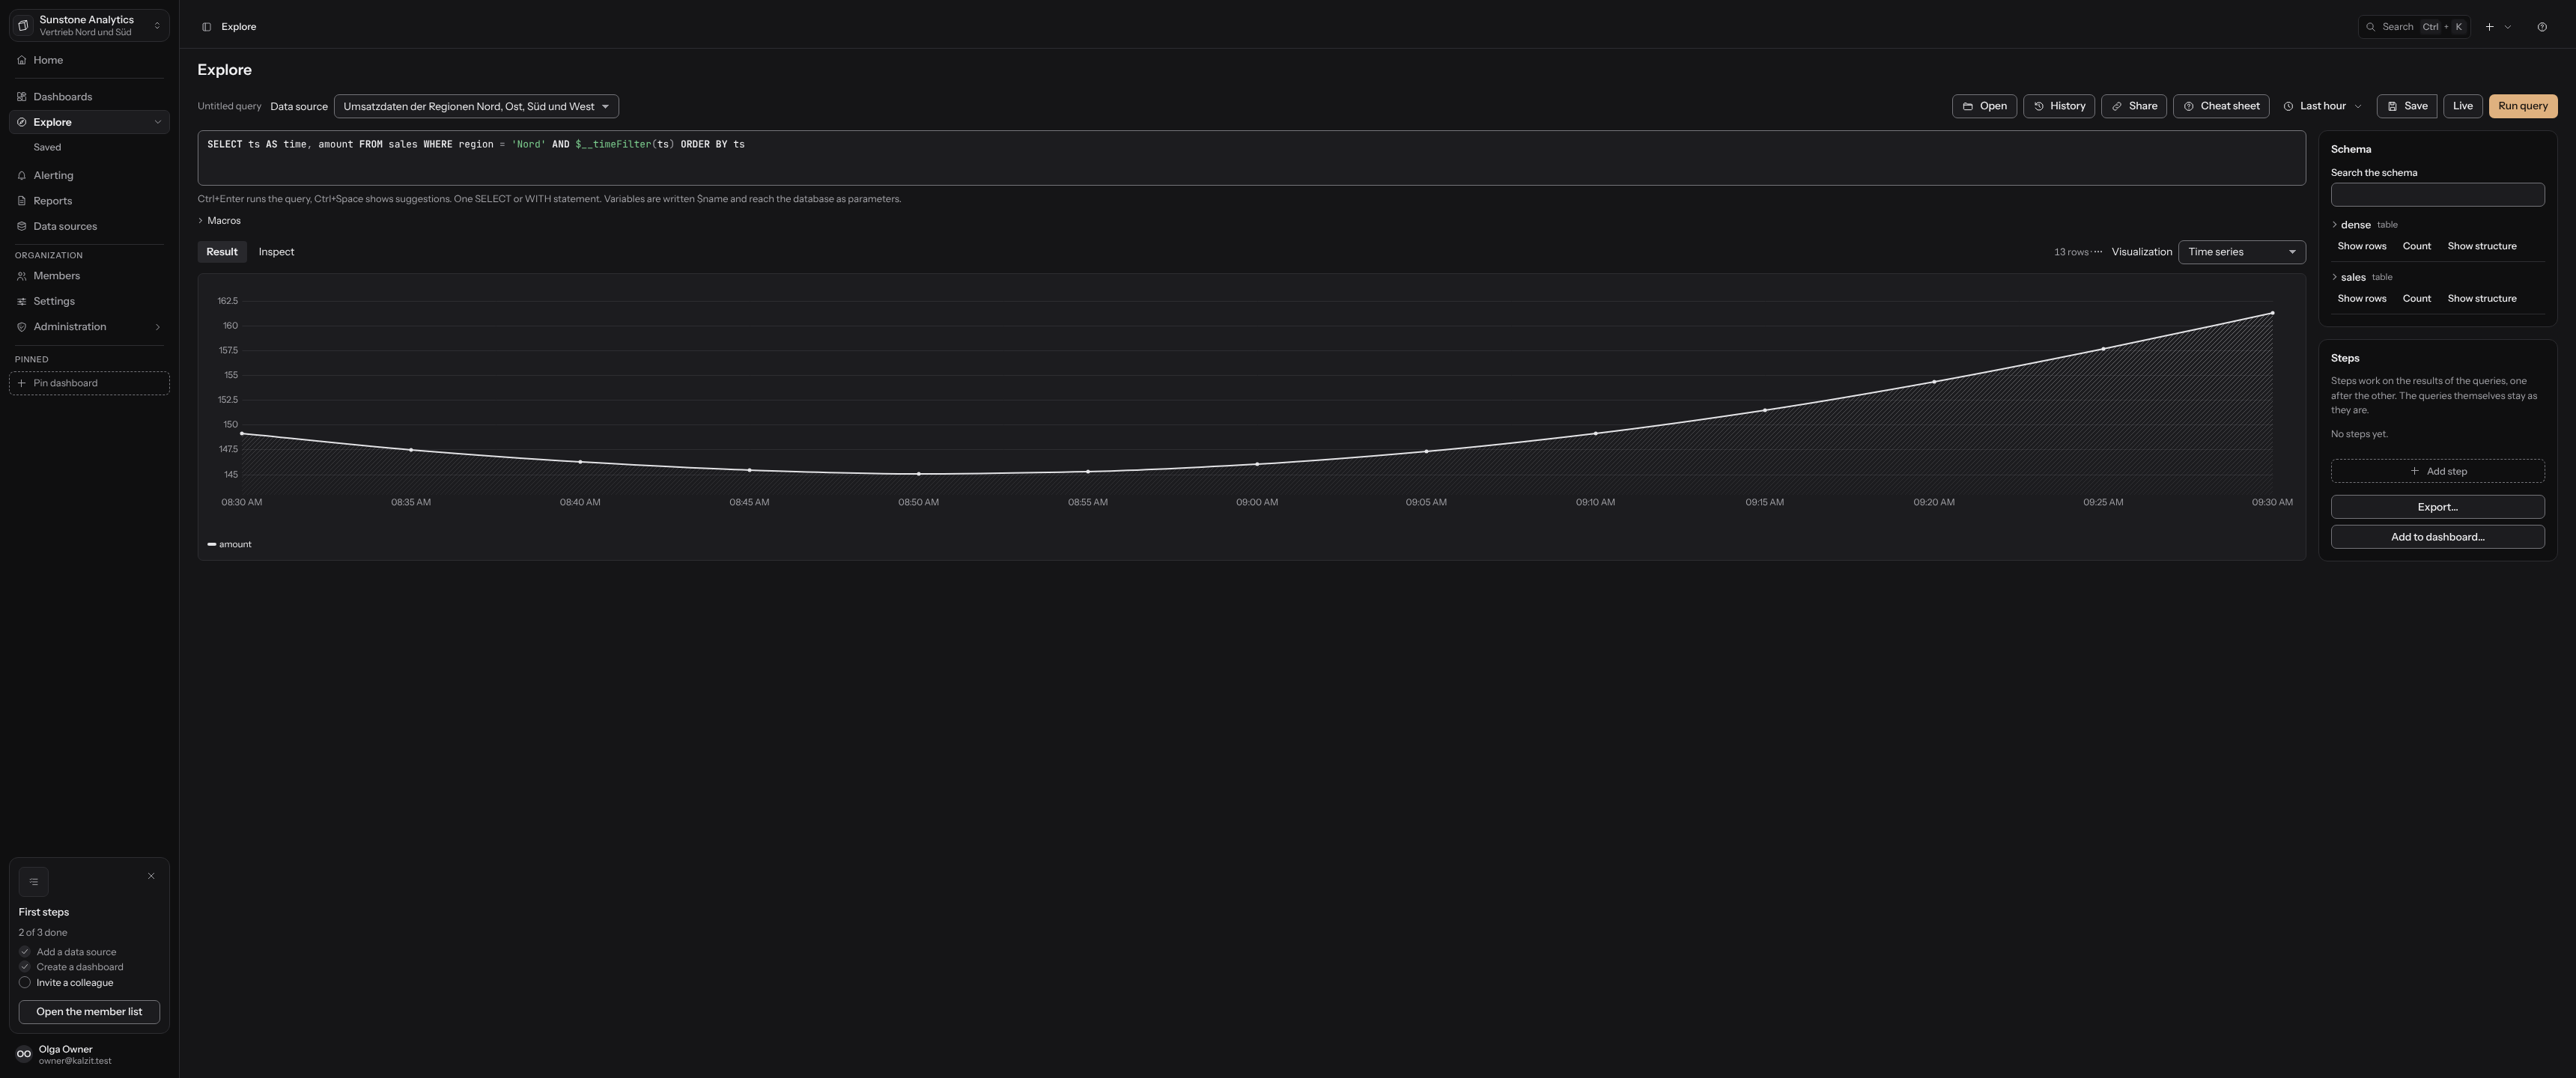 Sunstone Analytics
Vertrieb Nord und Süd
Home
Dashboards
Explore
Saved
Alerting
Reports
Data sources
ORGANIZATION
Members
Settings
Administration
PINNED
Pin dashboard
First steps
2 of 3 done
Add a data source
Create a dashboard
Invite a colleague
Open the member list
OO
Olga Owner
owner@kalzit.test
Explore
Search Ctrl + K
Explore
Untitled query Data source Umsatzdaten der Regionen Nord, Ost, Süd und West
Open History Share Cheat sheet Last hour Save Live Run query
SELECT ts AS time, amount FROM sales WHERE region = 'Nord' AND $__timeFilter(ts) ORDER BY ts
Ctrl+Enter runs the query, Ctrl+Space shows suggestions. One SELECT or WITH statement. Variables are written $name and reach the database as parameters.
Macros
Result Inspect
13 rows · ... Visualization Time series
162.5
160
157.5
155
152.5
150
147.5
145
08:30 AM 08:35 AM 08:40 AM 08:45 AM 08:50 AM 08:55 AM 09:00 AM 09:05 AM 09:10 AM 09:15 AM 09:20 AM 09:25 AM 09:30 AM
amount
Schema
Search the schema
dense table
Show rows Count Show structure
sales table
Show rows Count Show structure
Steps
Steps work on the results of the queries, one
after the other. The queries themselves stay as
they are.
No steps yet.
Add step
Export...
Add to dashboard...